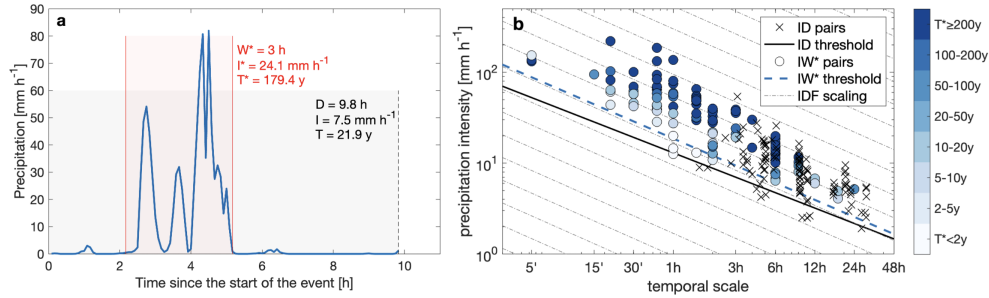 a
Precipitation [mm h⁻¹]
90
80
70
60
50
40
30
20
10
0
W* = 3 h
I* = 24.1 mm h⁻¹
T* = 179.4 y
D = 9.8 h
I = 7.5 mm h⁻¹
T = 21.9 y
0 2 4 6 8 10
Time since the start of the event [h]
b
precipitation intensity [mm h⁻¹]
10²
10¹
10⁰
ID pairs
ID threshold
IW* pairs
IW* threshold
IDF scaling
5' 15' 30' 1h 3h 6h 12h 24h 48h
temporal scale
T*≥200y
100-200y
50-100y
20-50y
10-20y
5-10y
2-5y
T*<2y